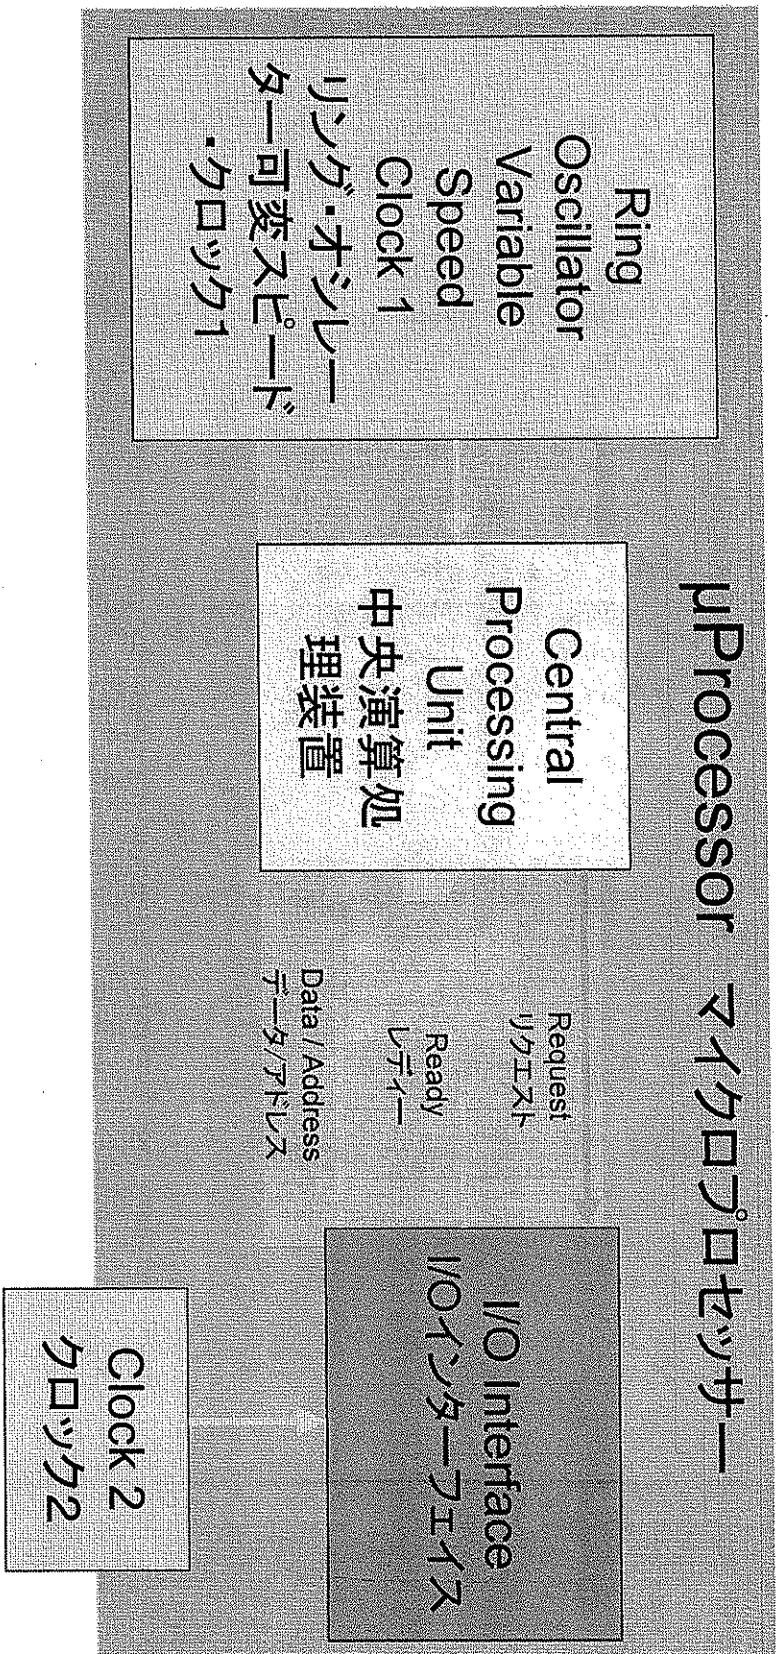 μProcessor マイクロプロセッサー
Ring
Oscillator
Variable
Speed
Clock 1
リング・オシレー
ター可変スピード
・クロック1
Central
Processing
Unit
中央演算処
理装置
Request
リクエスト
Ready
レディー
Data / Address
データ/アドレス
I/O Interface
I/Oインターフェイス
Clock 2
クロック2